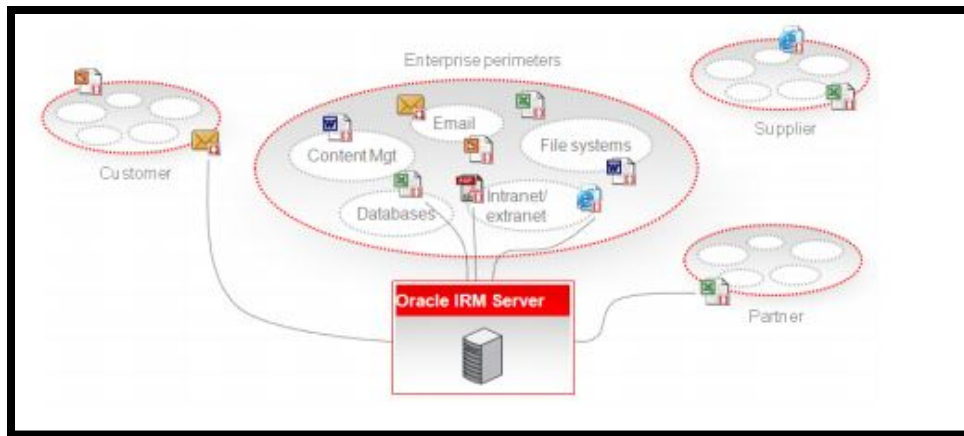 Enterprise perimeters
Email
Content Mgt
File systems
Databases
Intranet/
extranet
Customer
Supplier
Partner
Oracle IRM Server